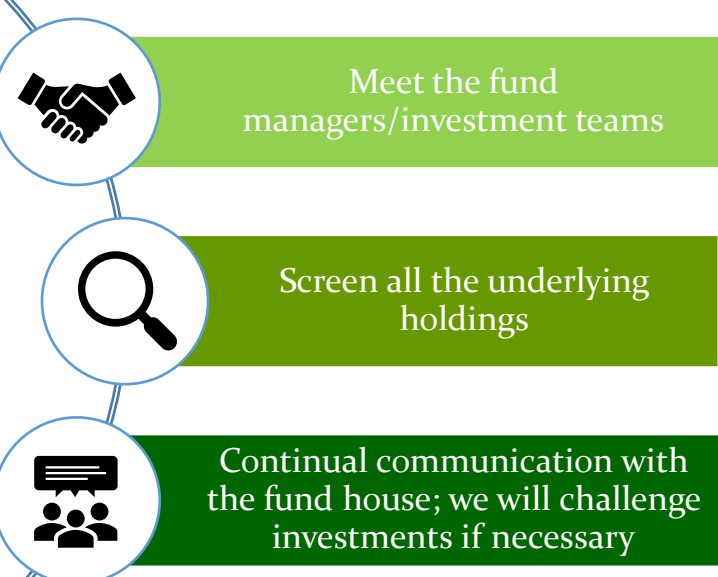 Meet the fund
managers/investment teams
Screen all the underlying
holdings
Continual communication with
the fund house; we will challenge
investments if necessary